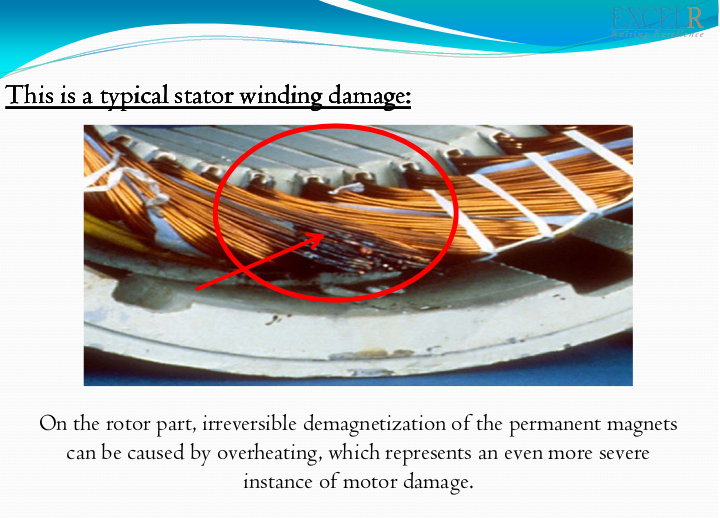 EXCELR
Raising Excellence
This is a typical stator winding damage:
On the rotor part, irreversible demagnetization of the permanent magnets
can be caused by overheating, which represents an even more severe
instance of motor damage.